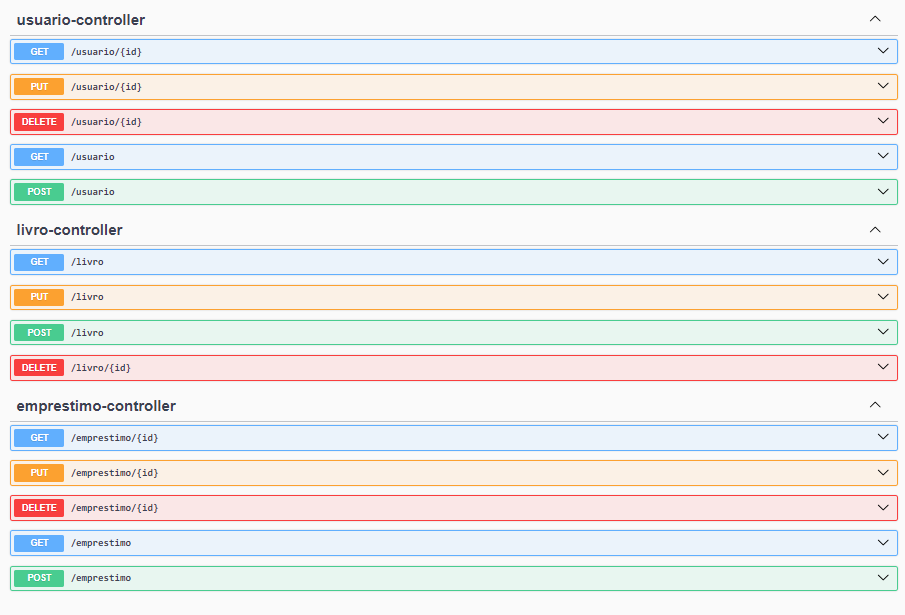 usuario-controller
GET /usuario/{id}
PUT /usuario/{id}
DELETE /usuario/{id}
GET /usuario
POST /usuario
livro-controller
GET /livro
PUT /livro
POST /livro
DELETE /livro/{id}
emprestimo-controller
GET /emprestimo/{id}
PUT /emprestimo/{id}
DELETE /emprestimo/{id}
GET /emprestimo
POST /emprestimo